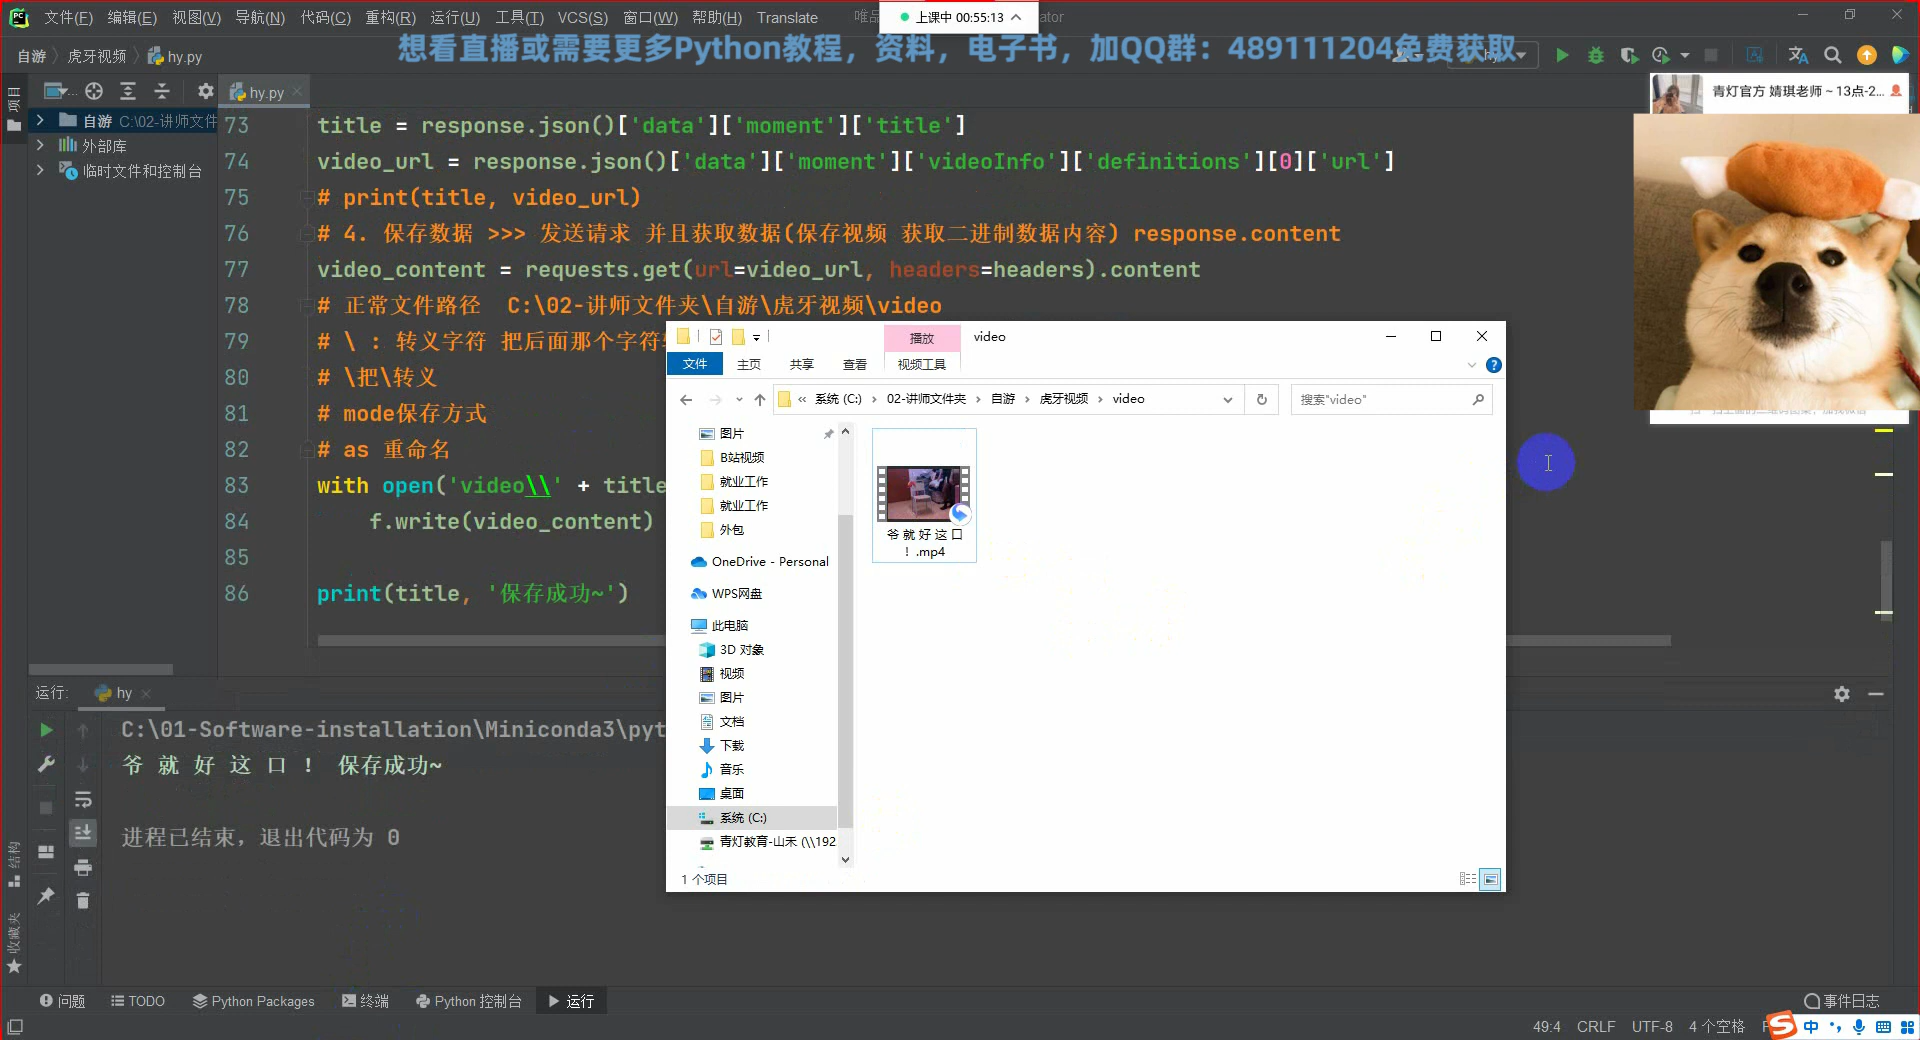 文件(F) 编辑(E) 视图(V) 导航(N) 代码(C) 重构(R) 运行(U) 工具(T) VCS(S) 窗口(W) 帮助(H) Translate
上课中 00:55:13
想看直播或需要更多Python教程，资料，电子书，加QQ群：489111204免费获取
自游 虎牙视频 hy.py
项目
hy.py
青灯官方 婧琪老师～13点-2...
自游 C:\02-讲师文件
外部库
临时文件和控制台
73 title = response.json()['data']['moment']['title']
74 video_url = response.json()['data']['moment']['videoInfo']['definitions'][0]['url']
75 # print(title, video_url)
76 # 4. 保存数据 >>> 发送请求 并且获取数据(保存视频 获取二进制数据内容) response.content
77 video_content = requests.get(url=video_url, headers=headers).content
78 # 正常文件路径 C:\02-讲师文件夹\自游\虎牙视频\video
79 # \ : 转义字符 把后面那个字符
80 # \把\转义
81 # mode保存方式
82 # as 重命名
83 with open('video\\' + title
84 f.write(video_content)
85
86 print(title, '保存成功~')
播放 video
文件 主页 共享 查看 视频工具
« 系统 (C:) › 02-讲师文件夹 › 自游 › 虎牙视频 › video
搜索"video"
图片
B站视频
就业工作
就业工作
外包
OneDrive - Personal
WPS网盘
此电脑
3D 对象
视频
图片
文档
下载
音乐
桌面
系统 (C:)
青灯教育-山禾 (\\192
爷 就 好 这 口
！.mp4
1 个项目
运行: hy
C:\01-Software-installation\Miniconda3\pyt
爷 就 好 这 口 ！ 保存成功~
进程已结束，退出代码为 0
结构
收藏夹
问题 TODO Python Packages 终端 Python 控制台 运行 事件日志
49:4 CRLF UTF-8 4 个空格
中